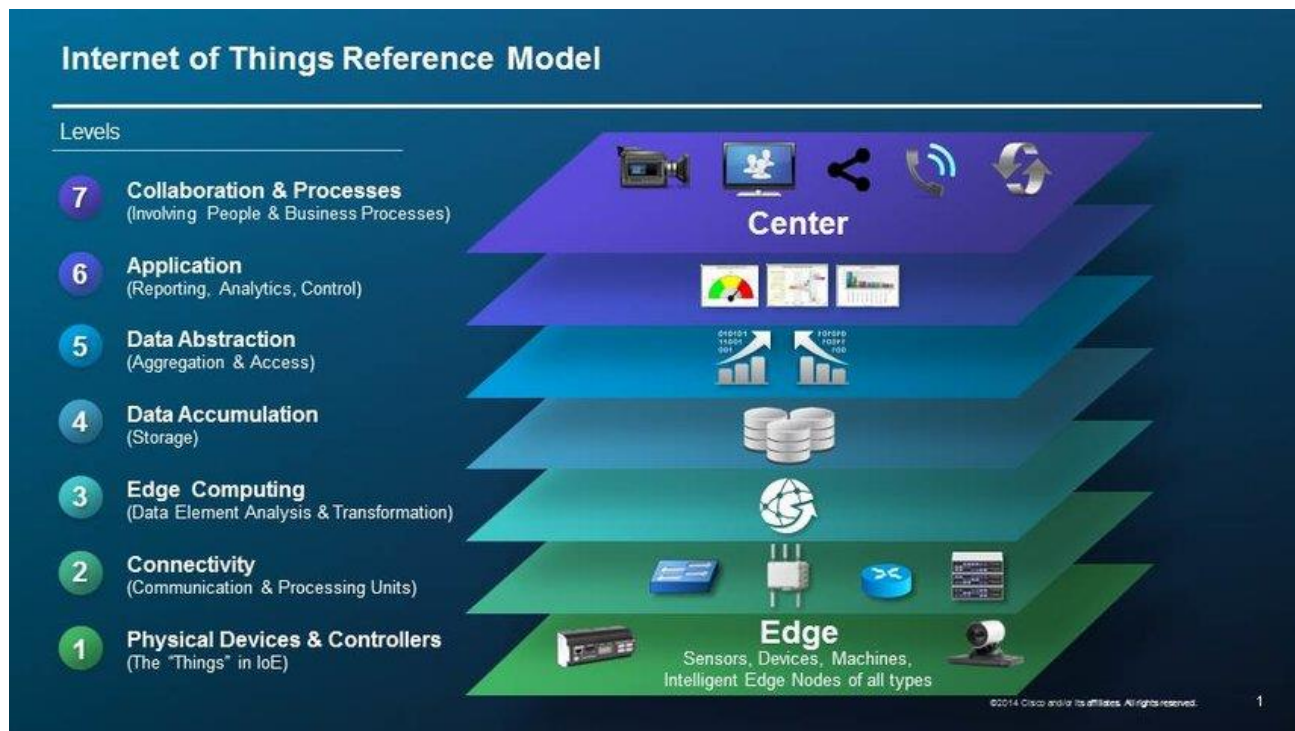 Internet of Things Reference Model
Levels
7
Collaboration & Processes
(Involving People & Business Processes)
Center
6
Application
(Reporting, Analytics, Control)
5
Data Abstraction
(Aggregation & Access)
010101
11001
001
4
Data Accumulation
(Storage)
3
Edge Computing
(Data Element Analysis & Transformation)
2
Connectivity
(Communication & Processing Units)
1
Physical Devices & Controllers
(The "Things" in IoE)
Edge
Sensors, Devices, Machines,
Intelligent Edge Nodes of all types
©2014 Cisco and/or its affiliates. All rights reserved.
1